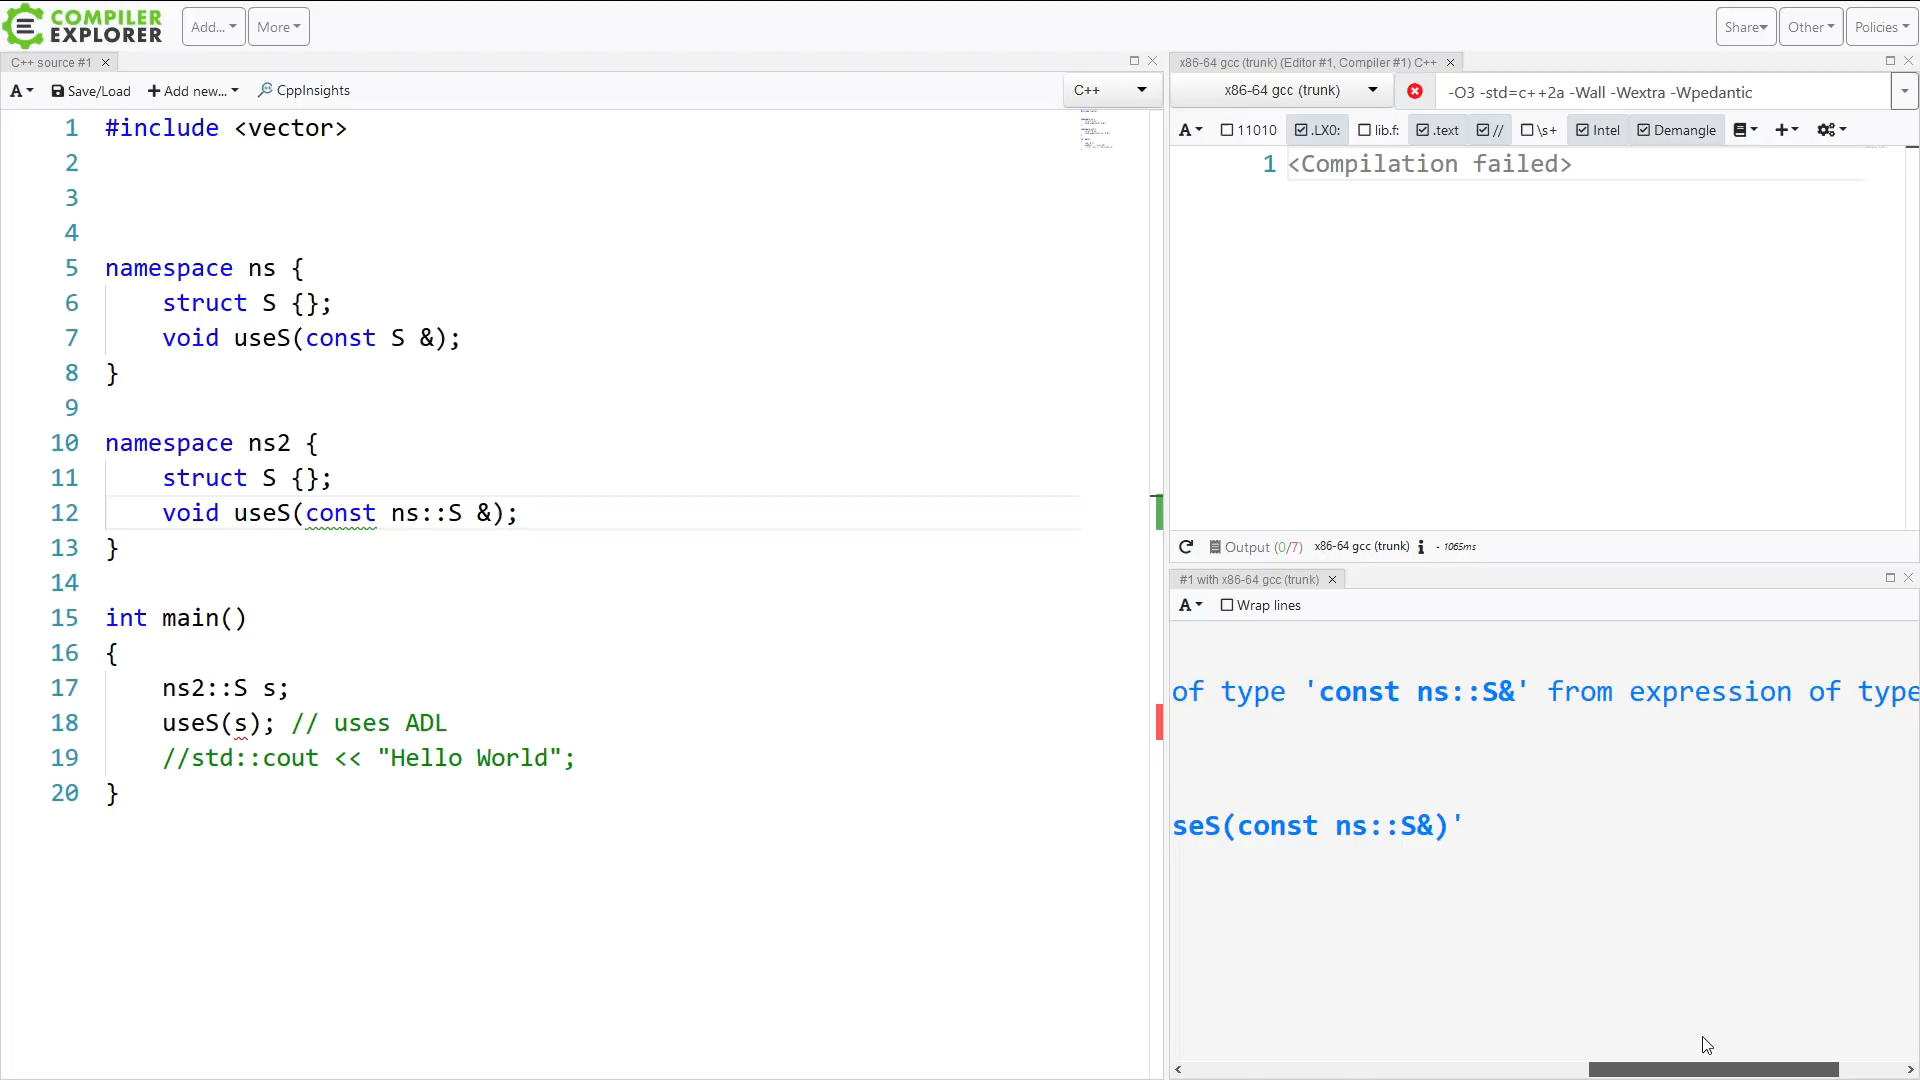 COMPILER
EXPLORER
Add...
More
Share
Other
Policies
C++ source #1
A
Save/Load
Add new...
CppInsights
C++
1 #include <vector>
2
3
4
5 namespace ns {
6 struct S {};
7 void useS(const S &);
8 }
9
10 namespace ns2 {
11 struct S {};
12 void useS(const ns::S &);
13 }
14
15 int main()
16 {
17 ns2::S s;
18 useS(s); // uses ADL
19 //std::cout << "Hello World";
20 }
x86-64 gcc (trunk) (Editor #1, Compiler #1) C++
x86-64 gcc (trunk)
-O3 -std=c++2a -Wall -Wextra -Wpedantic
A 11010 .LX0: lib.f: .text // \s+ Intel Demangle
1 <Compilation failed>
Output (0/7) x86-64 gcc (trunk) - 1065ms
#1 with x86-64 gcc (trunk)
A Wrap lines
of type 'const ns::S&' from expression of type
seS(const ns::S&)'